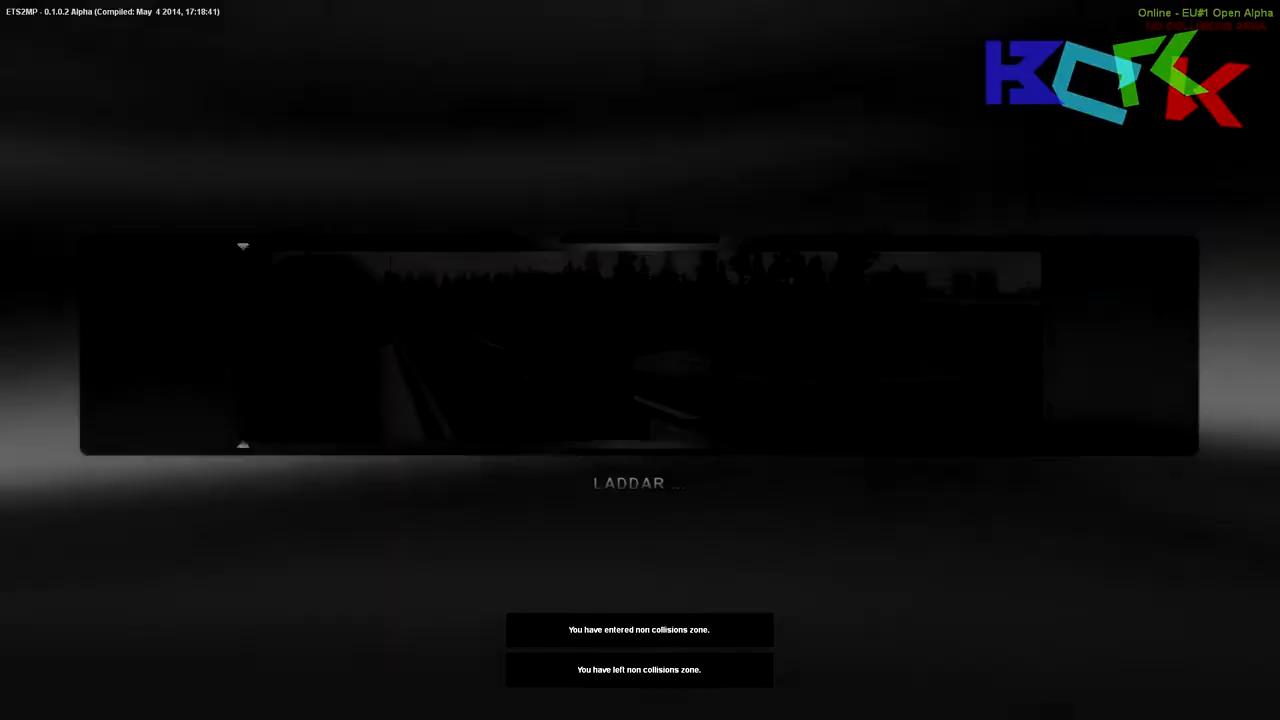 ETS2MP - 0.1.0.2 Alpha (Compiled: May  4 2014, 17:18:41)
Online - EU#1 Open Alpha
LADDAR ...
You have entered non collisions zone.
You have left non collisions zone.